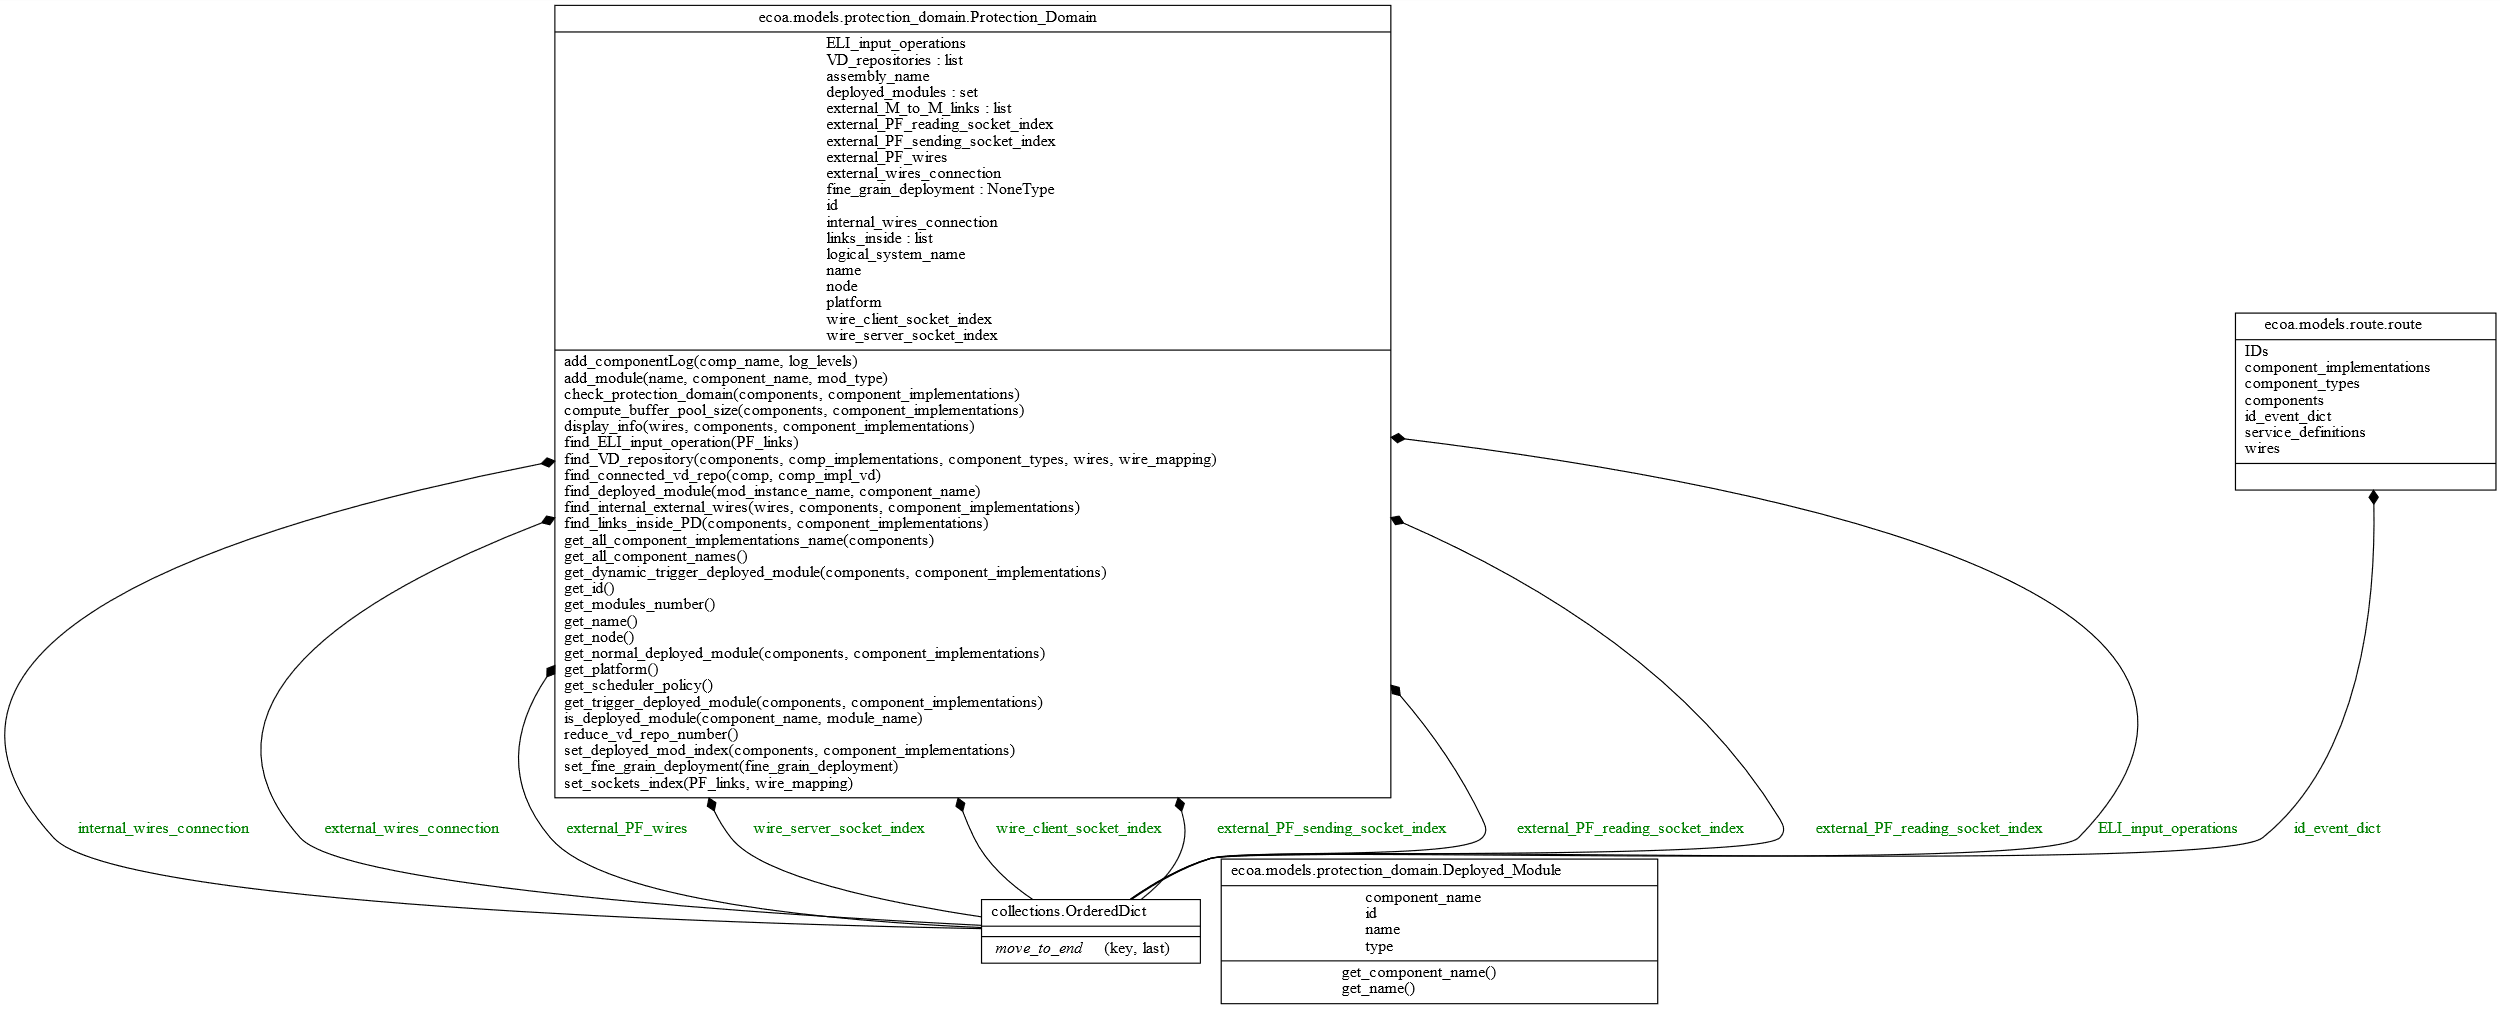 ecoa.models.protection_domain.Protection_Domain
ELI_input_operations
VD_repositories : list
assembly_name
deployed_modules : set
external_M_to_M_links : list
external_PF_reading_socket_index
external_PF_sending_socket_index
external_PF_wires
external_wires_connection
fine_grain_deployment : NoneType
id
internal_wires_connection
links_inside : list
logical_system_name
name
node
platform
wire_client_socket_index
wire_server_socket_index
add_componentLog(comp_name, log_levels)
add_module(name, component_name, mod_type)
check_protection_domain(components, component_implementations)
compute_buffer_pool_size(components, component_implementations)
display_info(wires, components, component_implementations)
find_ELI_input_operation(PF_links)
find_VD_repository(components, comp_implementations, component_types, wires, wire_mapping)
find_connected_vd_repo(comp, comp_impl_vd)
find_deployed_module(mod_instance_name, component_name)
find_internal_external_wires(wires, components, component_implementations)
find_links_inside_PD(components, component_implementations)
get_all_component_implementations_name(components)
get_all_component_names()
get_dynamic_trigger_deployed_module(components, component_implementations)
get_id()
get_modules_number()
get_name()
get_node()
get_normal_deployed_module(components, component_implementations)
get_platform()
get_scheduler_policy()
get_trigger_deployed_module(components, component_implementations)
is_deployed_module(component_name, module_name)
reduce_vd_repo_number()
set_deployed_mod_index(components, component_implementations)
set_fine_grain_deployment(fine_grain_deployment)
set_sockets_index(PF_links, wire_mapping)
ecoa.models.route.route
IDs
component_implementations
component_types
components
id_event_dict
service_definitions
wires
internal_wires_connection
external_wires_connection
external_PF_wires
wire_server_socket_index
wire_client_socket_index
external_PF_sending_socket_index
external_PF_reading_socket_index
external_PF_reading_socket_index
ELI_input_operations
id_event_dict
collections.OrderedDict
move_to_end (key, last)
ecoa.models.protection_domain.Deployed_Module
component_name
id
name
type
get_component_name()
get_name()